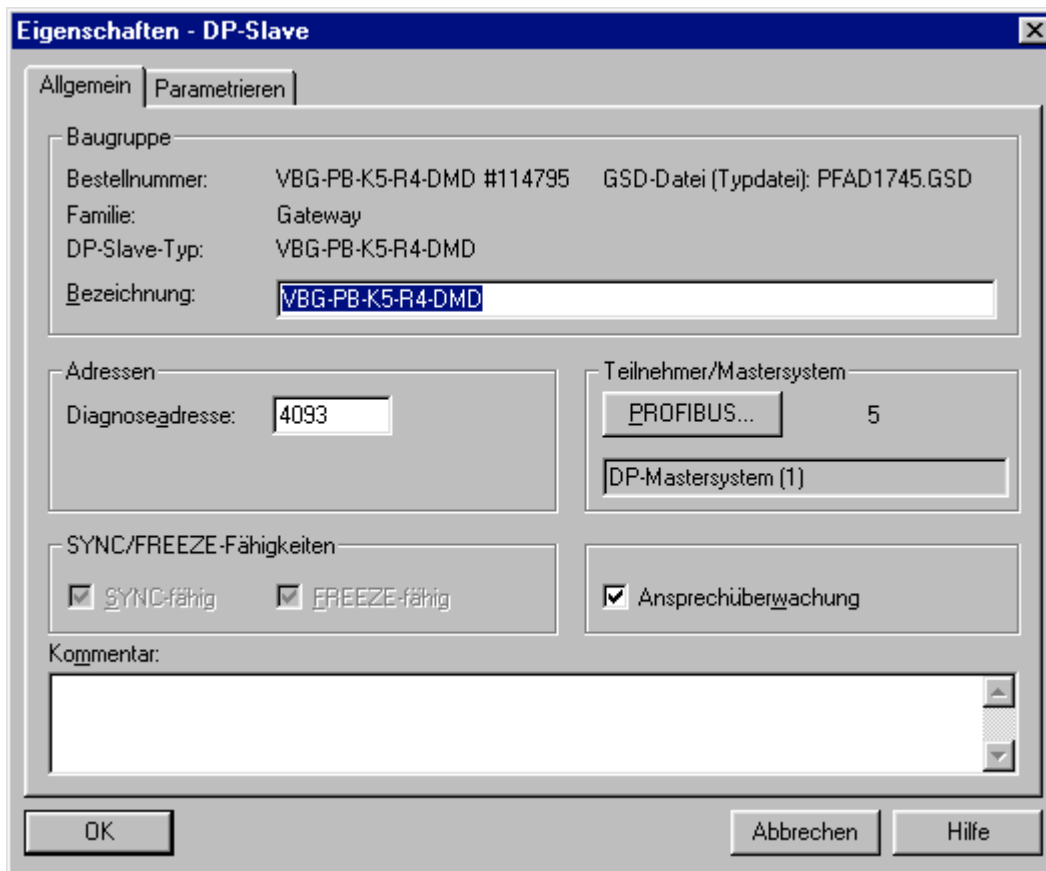 Eigenschaften - DP-Slave
Allgemein Parametrieren
Baugruppe
Bestellnummer: VBG-PB-K5-R4-DMD #114795 GSD-Datei (Typdatei): PFAD1745.GSD
Familie: Gateway
DP-Slave-Typ: VBG-PB-K5-R4-DMD
Bezeichnung: VBG-PB-K5-R4-DMD
Adressen
Diagnoseadresse: 4093
Teilnehmer/Mastersystem
PROFIBUS... 5
DP-Mastersystem (1)
SYNC/FREEZE-Fähigkeiten
SYNC-fähig FREEZE-fähig
Ansprechüberwachung
Kommentar:
OK Abbrechen Hilfe